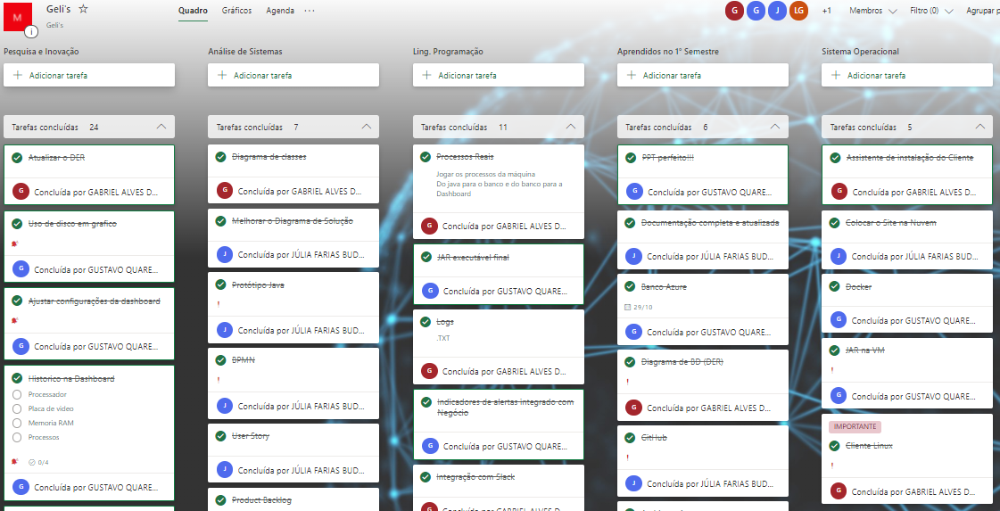 M
Geli's
Geli's
Quadro
Gráficos
Agenda
...
G
G
J
LG
+1
Membros
Filtro (0)
Agrupar p
Pesquisa e Inovação
Adicionar tarefa
Tarefas concluídas 24
Atualizar o DER
G Concluída por GABRIEL ALVES D...
Uso de disco em grafico
G Concluída por GUSTAVO QUARE...
Ajustar configurações da dashboard
G Concluída por GUSTAVO QUARE...
Historico na Dashboard
Processador
Placa de video
Memoria RAM
Processos
0/4
G Concluída por GUSTAVO QUARE...
Análise de Sistemas
Adicionar tarefa
Tarefas concluídas 7
Diagrama de classes
G Concluída por GABRIEL ALVES D...
Melhorar o Diagrama de Solução
J Concluída por JÚLIA FARIAS BUD...
Protótipo Java
J Concluída por JÚLIA FARIAS BUD...
BPMN
J Concluída por JÚLIA FARIAS BUD...
User Story
J Concluída por JÚLIA FARIAS BUD...
Product Backlog
Ling. Programação
Adicionar tarefa
Tarefas concluídas 11
Processos Reais
Jogar os processos da máquina
Do java para o banco e do banco para a
Dashboard
G Concluída por GABRIEL ALVES D...
JAR executável final
G Concluída por GUSTAVO QUARE...
Logs
.TXT
G Concluída por GABRIEL ALVES D...
Indicadores de alertas integrado com
Negócio
G Concluída por GUSTAVO QUARE...
Integração com Slack
G Concluída por GABRIEL ALVES D...
Aprendidos no 1º Semestre
Adicionar tarefa
Tarefas concluídas 6
PPT perfeito!!!
G Concluída por GUSTAVO QUARE...
Documentação completa e atualizada
J Concluída por JÚLIA FARIAS BUD...
Banco Azure
29/10
G Concluída por GUSTAVO QUARE...
Diagrama de BD (DER)
G Concluída por GABRIEL ALVES D...
GitHub
J Concluída por JÚLIA FARIAS BUD...
Sistema Operacional
Adicionar tarefa
Tarefas concluídas 5
Assistente de instalação do Cliente
G Concluída por GABRIEL ALVES D...
Colocar o Site na Nuvem
J Concluída por JÚLIA FARIAS BUD...
Docker
G Concluída por GUSTAVO QUARE...
JAR na VM
G Concluída por GUSTAVO QUARE...
IMPORTANTE
Cliente Linux
G Concluída por GABRIEL ALVES D...